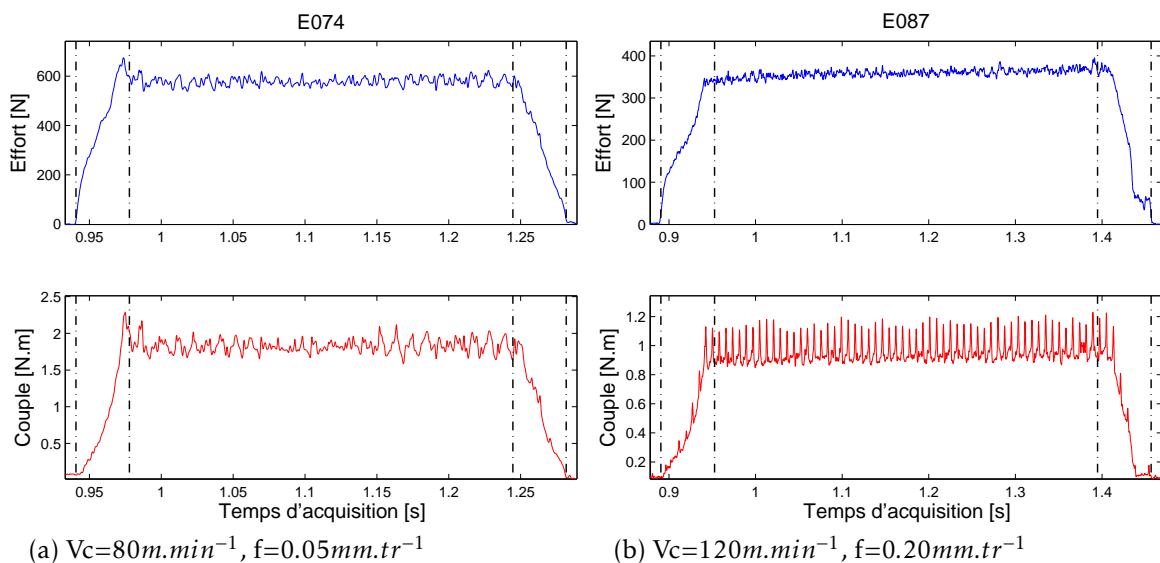 E074
E087
Effort [N]
600
400
200
0
0.95 1 1.05 1.1 1.15 1.2 1.25
Effort [N]
400
300
200
100
0
0.9 1 1.1 1.2 1.3 1.4
Couple [N.m]
2.5
2
1.5
1
0.5
0.95 1 1.05 1.1 1.15 1.2 1.25
Temps d'acquisition [s]
Couple [N.m]
1.2
1.0
0.8
0.6
0.4
0.2
0.9 1 1.1 1.2 1.3 1.4
Temps d'acquisition [s]
(a) Vc=80m.min⁻¹, f=0.05mm.tr⁻¹
(b) Vc=120m.min⁻¹, f=0.20mm.tr⁻¹